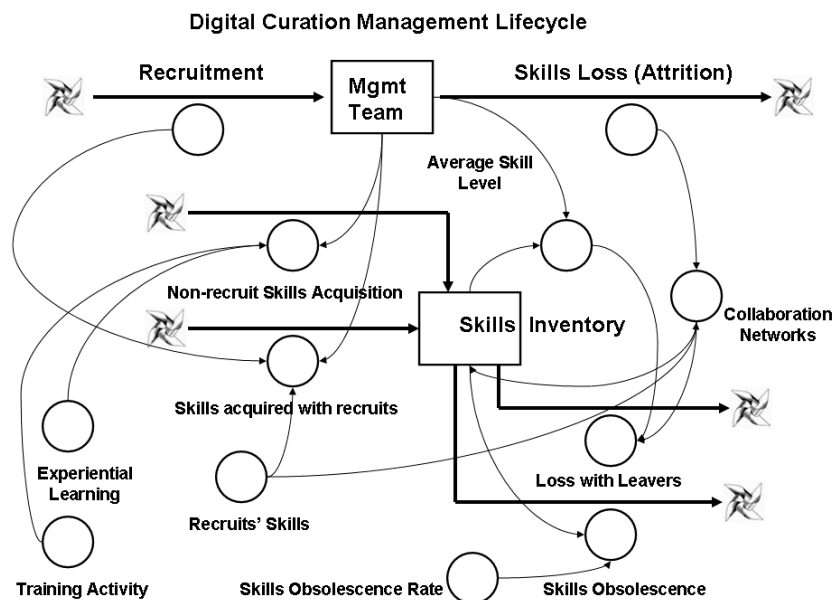 Digital Curation Management Lifecycle
Recruitment
Skills Loss (Attrition)
Mgmt
Team
Average Skill
Level
Non-recruit Skills Acquisition
Skills Inventory
Collaboration
Networks
Skills acquired with recruits
Experiential
Learning
Loss with Leavers
Recruits' Skills
Training Activity
Skills Obsolescence Rate
Skills Obsolescence